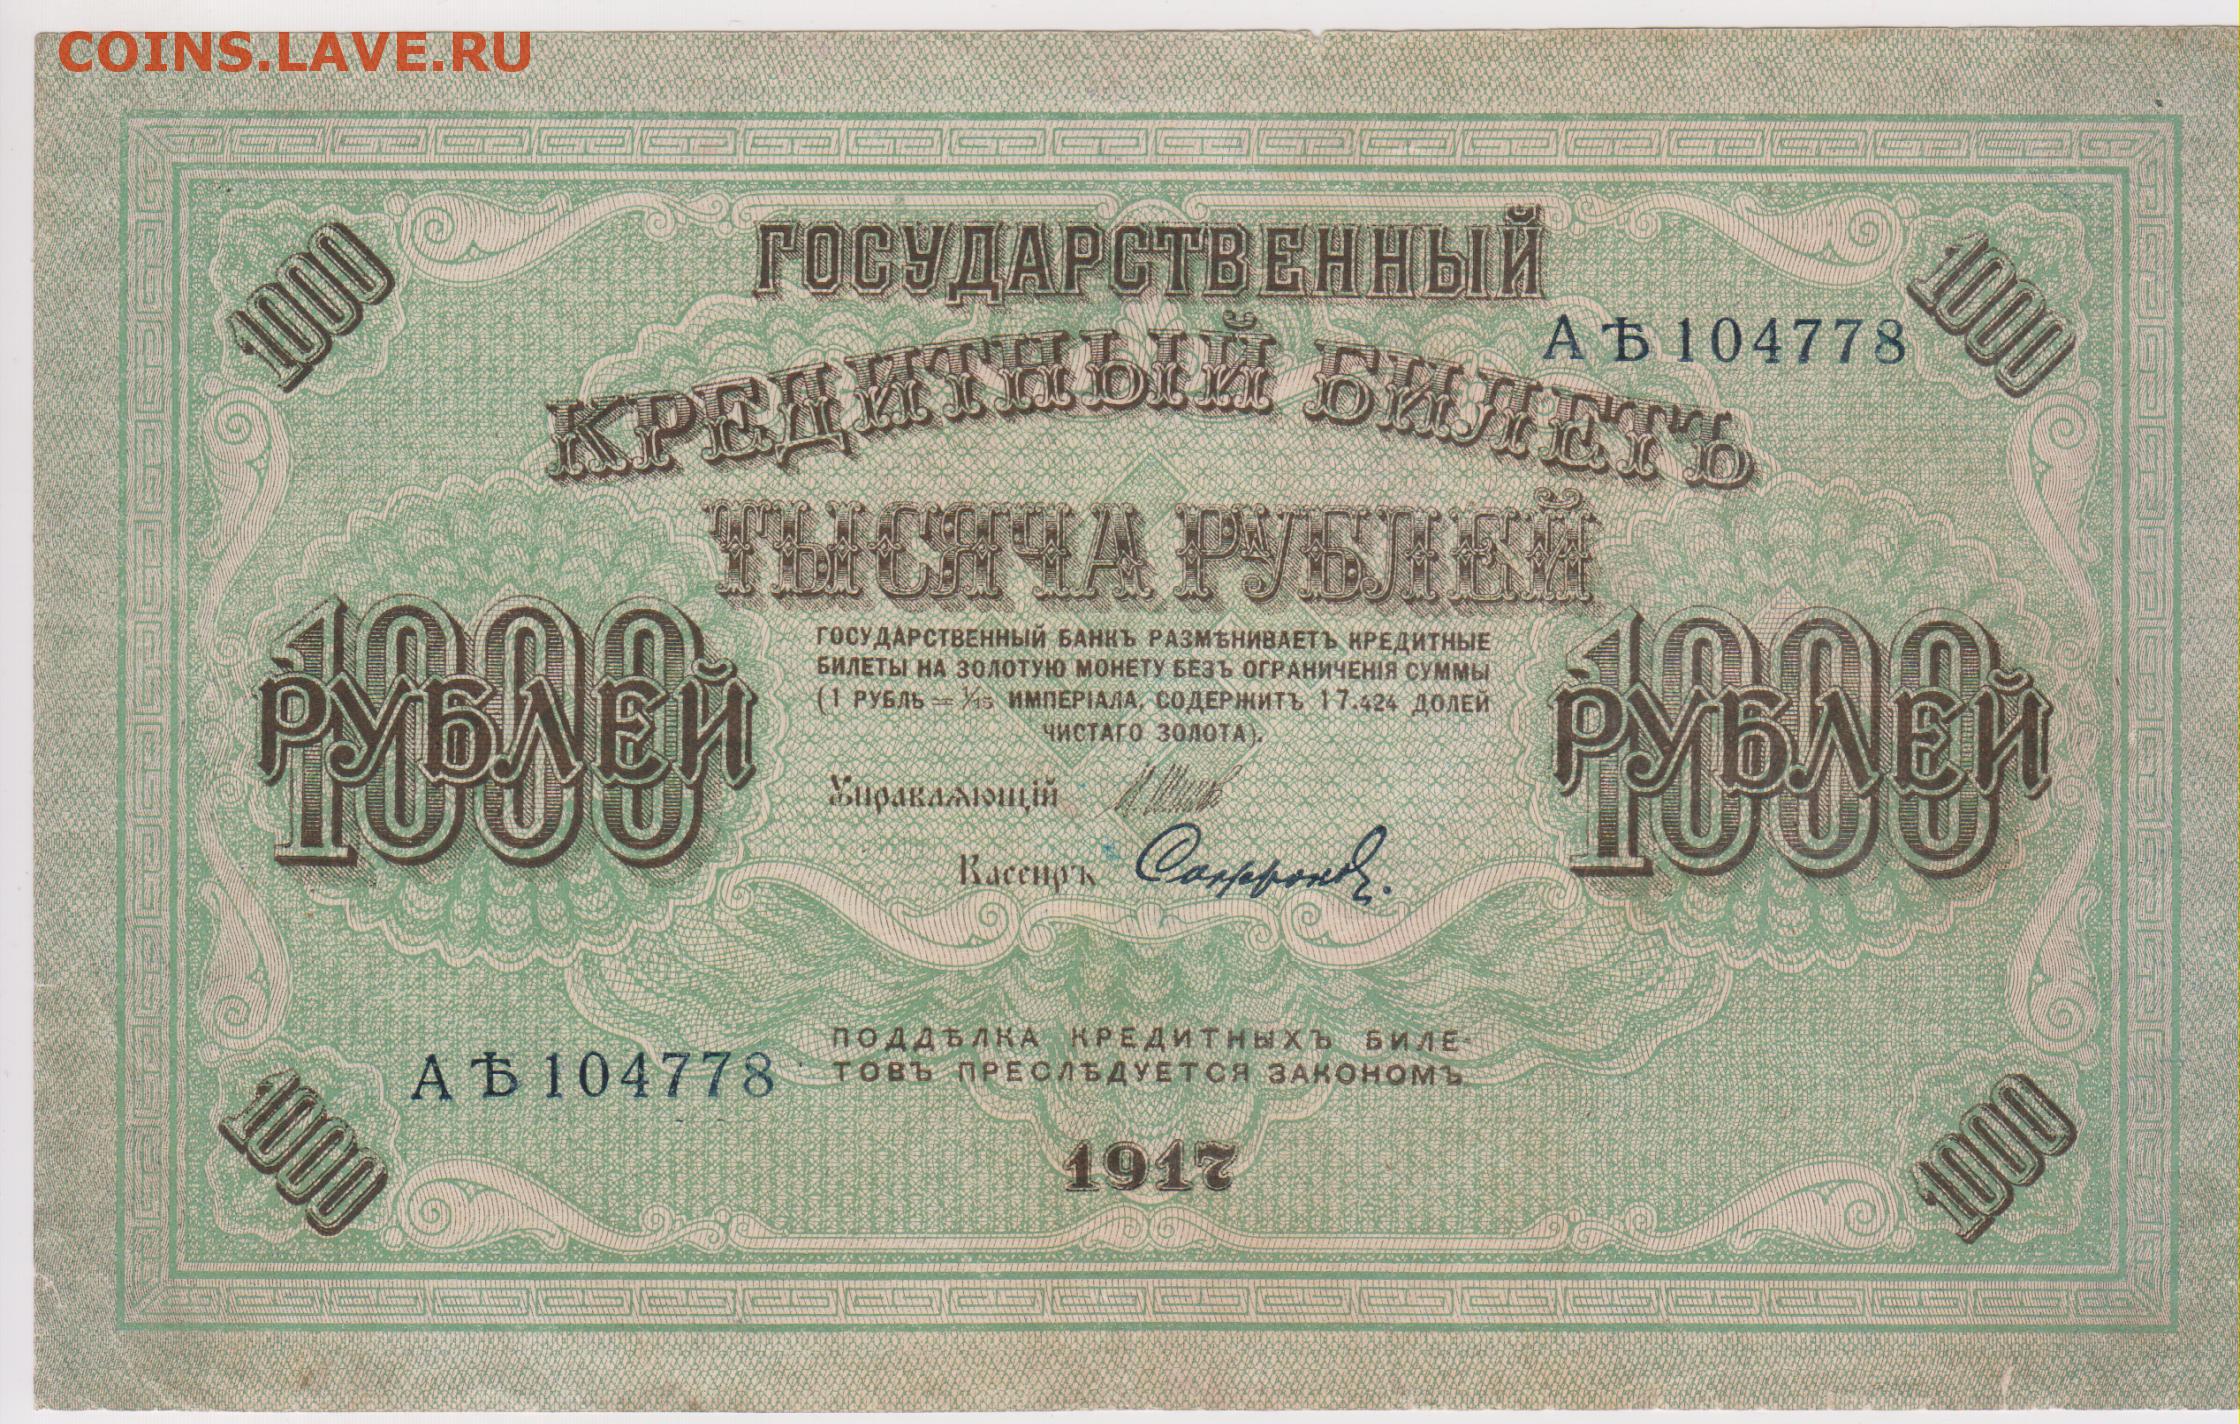 COINS.LAVE.RU
1000
1000
ГОСУДАРСТВЕННЫЙ
АѢ 104778
КРЕДИТНЫЙ БИЛЕТЪ
ТЫСЯЧА РУБЛЕЙ
1000
РУБЛЕЙ
1000
РУБЛЕЙ
ГОСУДАРСТВЕННЫЙ БАНКЪ РАЗМѢНИВАЕТЪ КРЕДИТНЫЕ
БИЛЕТЫ НА ЗОЛОТУЮ МОНЕТУ БЕЗЪ ОГРАНИЧЕНІЯ СУММЫ
(1 РУБЛЬ = 1/15 ИМПЕРІАЛА, СОДЕРЖИТЪ 17.424 ДОЛЕЙ
ЧИСТАГО ЗОЛОТА).
Управляющій
Кассиръ Сафронов.
ПОДДѢЛКА КРЕДИТНЫХЪ БИЛЕ-
ТОВЪ ПРЕСЛѢДУЕТСЯ ЗАКОНОМЪ
АѢ 104778
1000
1917
1000